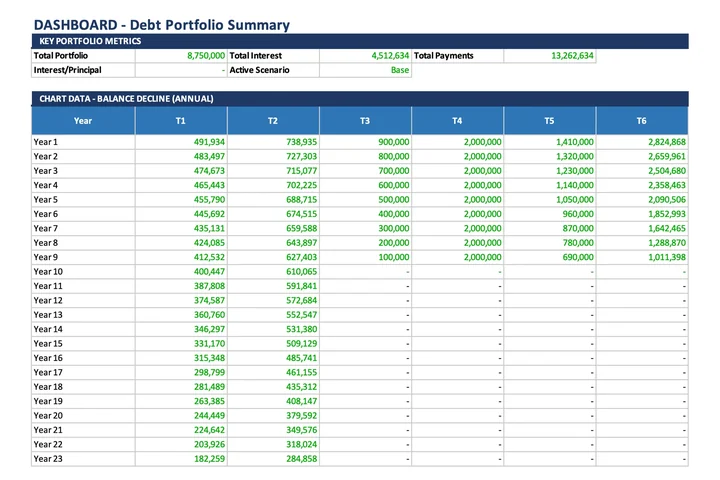 DASHBOARD - Debt Portfolio Summary
KEY PORTFOLIO METRICS
Total Portfolio 8,750,000 Total Interest 4,512,634 Total Payments 13,262,634
Interest/Principal - Active Scenario Base
CHART DATA - BALANCE DECLINE (ANNUAL)
Year T1 T2 T3 T4 T5 T6
Year 1 491,934 738,935 900,000 2,000,000 1,410,000 2,824,868
Year 2 483,497 727,303 800,000 2,000,000 1,320,000 2,659,961
Year 3 474,673 715,077 700,000 2,000,000 1,230,000 2,504,680
Year 4 465,443 702,225 600,000 2,000,000 1,140,000 2,358,463
Year 5 455,790 688,715 500,000 2,000,000 1,050,000 2,090,506
Year 6 445,692 674,515 400,000 2,000,000 960,000 1,852,993
Year 7 435,131 659,588 300,000 2,000,000 870,000 1,642,465
Year 8 424,085 643,897 200,000 2,000,000 780,000 1,288,870
Year 9 412,532 627,403 100,000 2,000,000 690,000 1,011,398
Year 10 400,447 610,065 - - - -
Year 11 387,808 591,841 - - - -
Year 12 374,587 572,684 - - - -
Year 13 360,760 552,547 - - - -
Year 14 346,297 531,380 - - - -
Year 15 331,170 509,129 - - - -
Year 16 315,348 485,741 - - - -
Year 17 298,799 461,155 - - - -
Year 18 281,489 435,312 - - - -
Year 19 263,385 408,147 - - - -
Year 20 244,449 379,592 - - - -
Year 21 224,642 349,576 - - - -
Year 22 203,926 318,024 - - - -
Year 23 182,259 284,858 - - - -